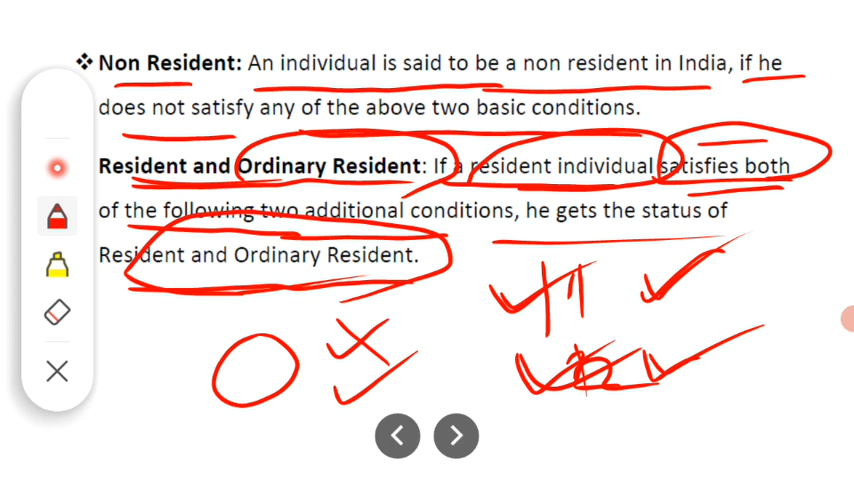 ❖ Non Resident: An individual is said to be a non resident in India, if he
does not satisfy any of the above two basic conditions.
Resident and Ordinary Resident: If a resident individual satisfies both
of the following two additional conditions, he gets the status of
Resident and Ordinary Resident.